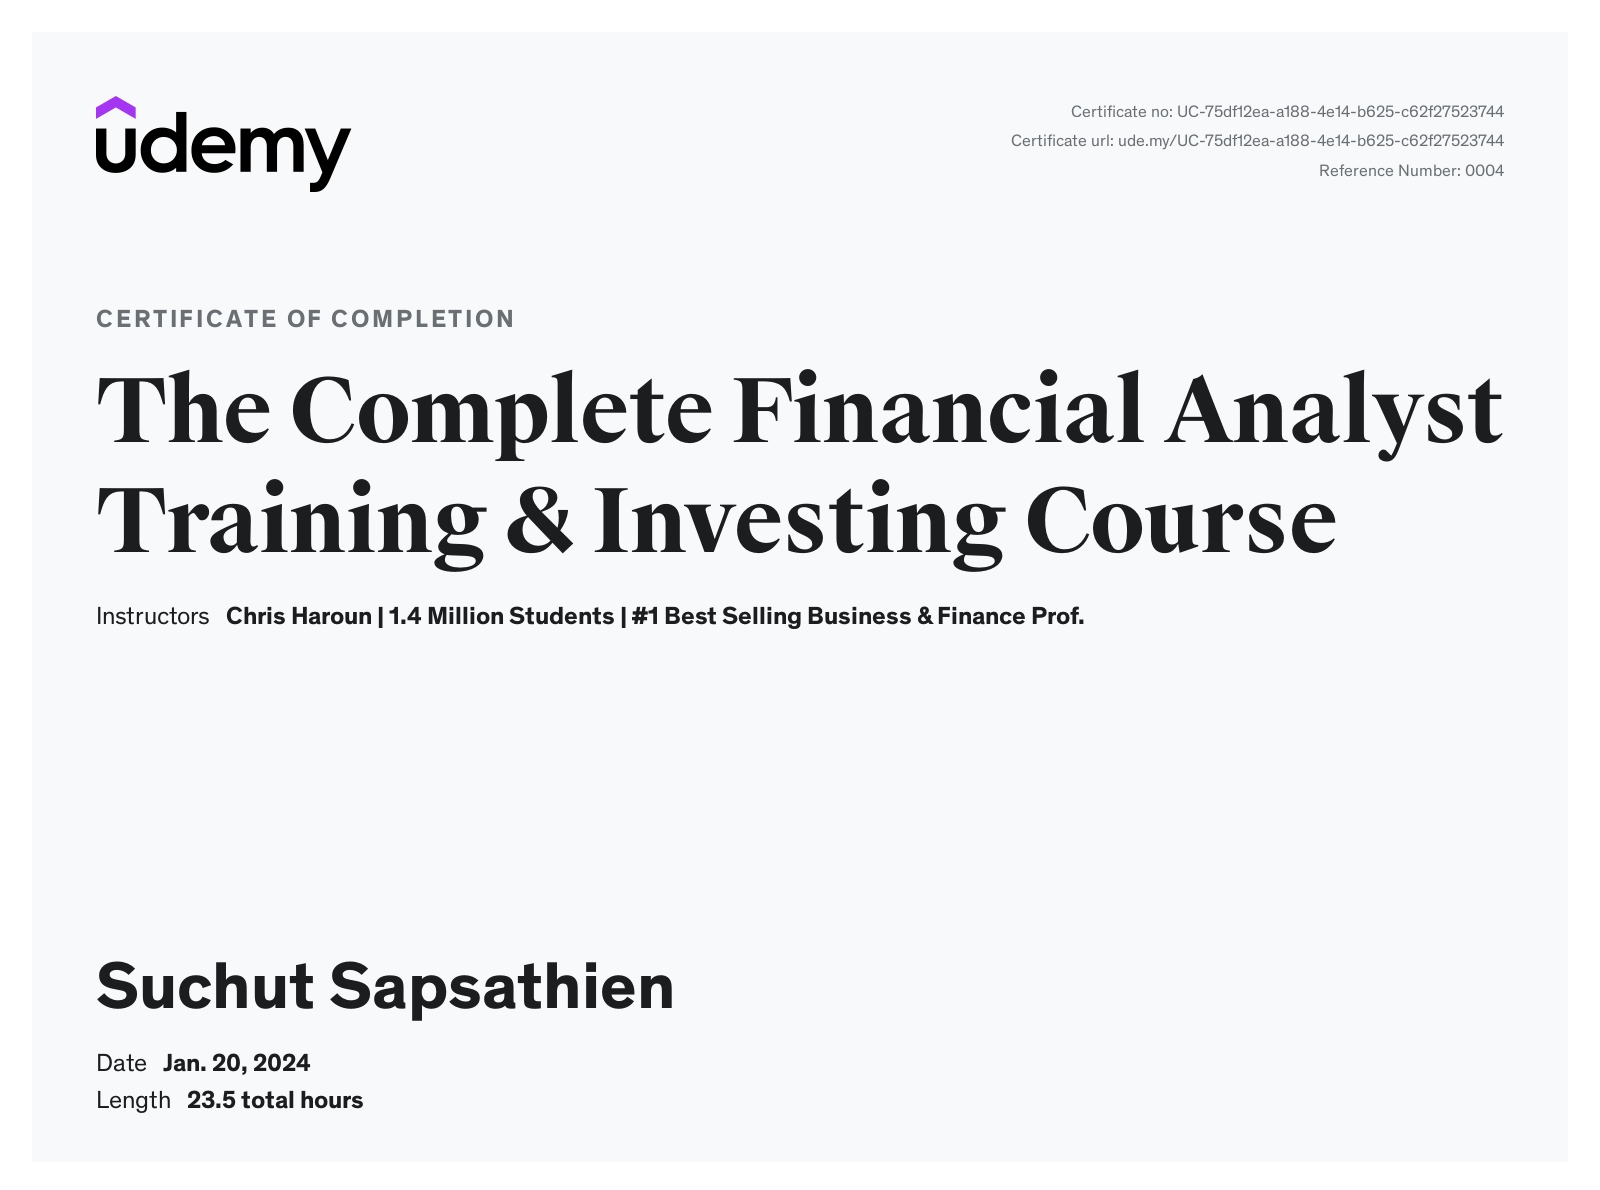 udemy
Certificate no: UC-75df12ea-a188-4e14-b625-c62f27523744
Certificate url: ude.my/UC-75df12ea-a188-4e14-b625-c62f27523744
Reference Number: 0004
CERTIFICATE OF COMPLETION
The Complete Financial Analyst
Training & Investing Course
Instructors Chris Haroun | 1.4 Million Students | #1 Best Selling Business & Finance Prof.
Suchut Sapsathien
Date Jan. 20, 2024
Length 23.5 total hours